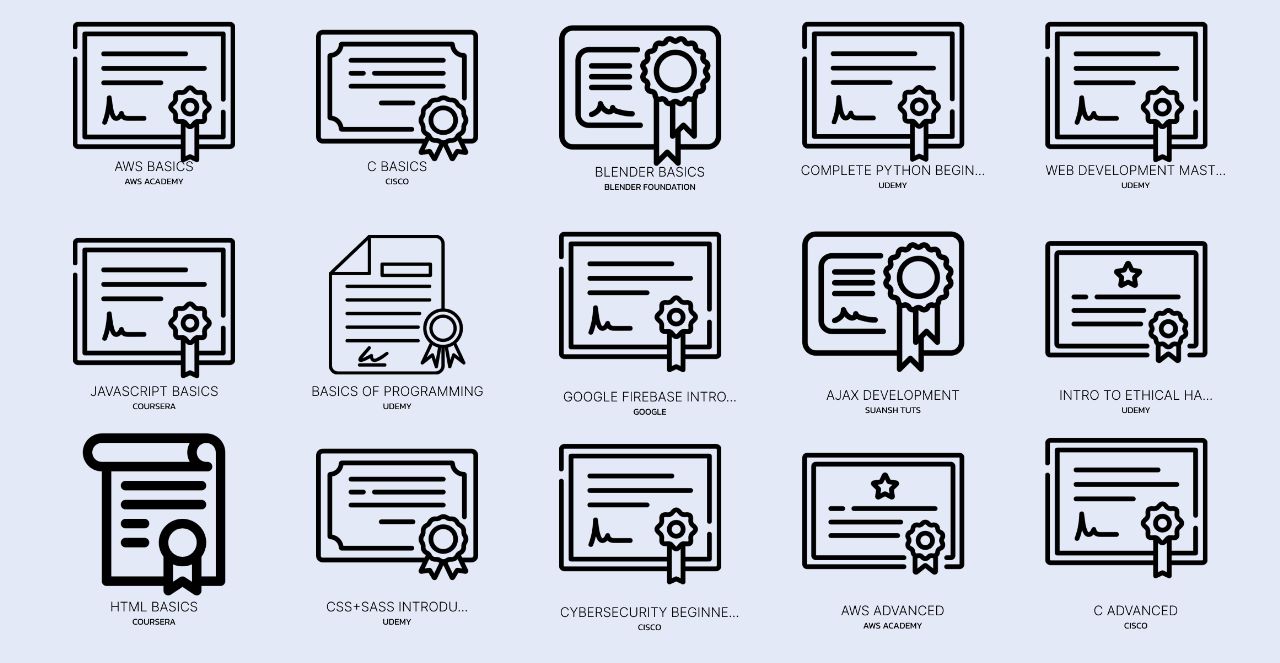 AWS BASICS
AWS ACADEMY
C BASICS
CISCO
BLENDER BASICS
BLENDER FOUNDATION
COMPLETE PYTHON BEGIN...
UDEMY
WEB DEVELOPMENT MAST...
UDEMY
JAVASCRIPT BASICS
COURSERA
BASICS OF PROGRAMMING
UDEMY
GOOGLE FIREBASE INTRO...
GOOGLE
AJAX DEVELOPMENT
SUANSH TUTS
INTRO TO ETHICAL HA...
UDEMY
HTML BASICS
COURSERA
CSS+SASS INTRODU...
UDEMY
CYBERSECURITY BEGINNE...
CISCO
AWS ADVANCED
AWS ACADEMY
C ADVANCED
CISCO